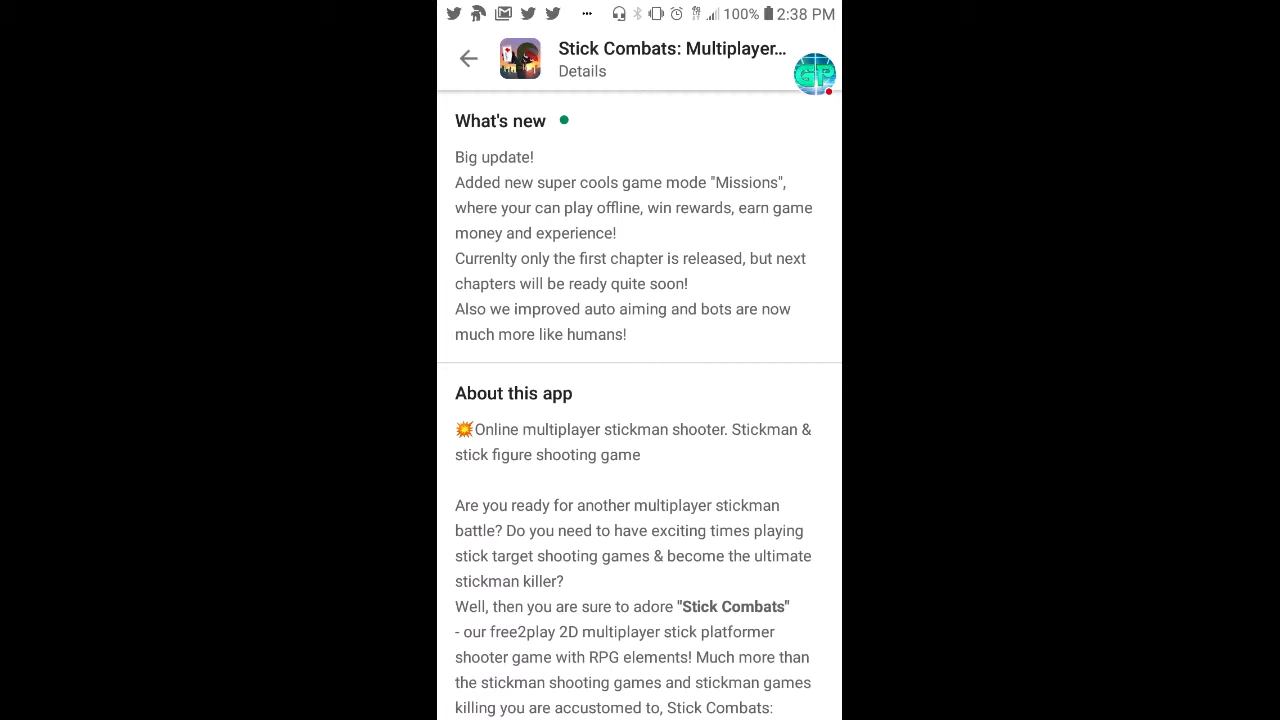 100% 2:38 PM
Stick Combats: Multiplayer...
Details
GP
What's new
Big update!
Added new super cools game mode "Missions",
where your can play offline, win rewards, earn game
money and experience!
Currenlty only the first chapter is released, but next
chapters will be ready quite soon!
Also we improved auto aiming and bots are now
much more like humans!
About this app
💥Online multiplayer stickman shooter. Stickman &
stick figure shooting game
Are you ready for another multiplayer stickman
battle? Do you need to have exciting times playing
stick target shooting games & become the ultimate
stickman killer?
Well, then you are sure to adore "Stick Combats"
- our free2play 2D multiplayer stick platformer
shooter game with RPG elements! Much more than
the stickman shooting games and stickman games
killing you are accustomed to, Stick Combats: